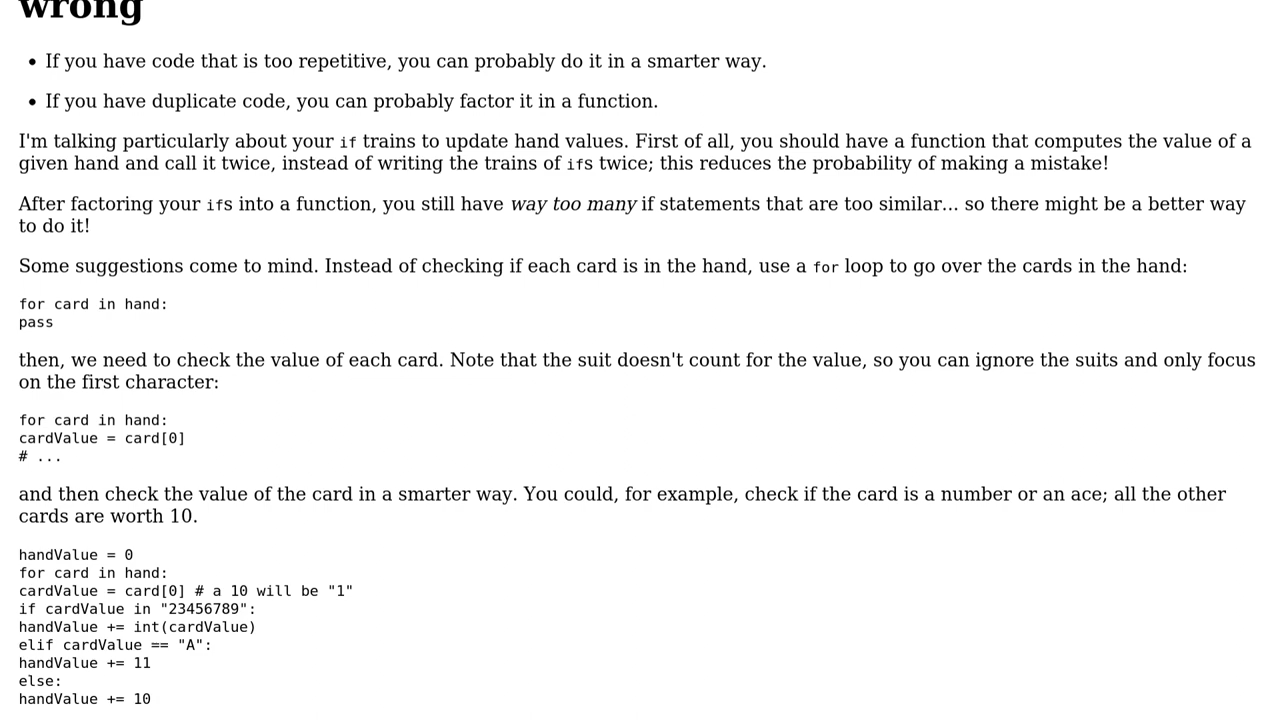 wrong
• If you have code that is too repetitive, you can probably do it in a smarter way.
• If you have duplicate code, you can probably factor it in a function.
I'm talking particularly about your if trains to update hand values. First of all, you should have a function that computes the value of a
given hand and call it twice, instead of writing the trains of ifs twice; this reduces the probability of making a mistake!
After factoring your ifs into a function, you still have way too many if statements that are too similar... so there might be a better way
to do it!
Some suggestions come to mind. Instead of checking if each card is in the hand, use a for loop to go over the cards in the hand:
for card in hand:
pass
then, we need to check the value of each card. Note that the suit doesn't count for the value, so you can ignore the suits and only focus
on the first character:
for card in hand:
cardValue = card[0]
# ...
and then check the value of the card in a smarter way. You could, for example, check if the card is a number or an ace; all the other
cards are worth 10.
handValue = 0
for card in hand:
cardValue = card[0] # a 10 will be "1"
if cardValue in "23456789":
handValue += int(cardValue)
elif cardValue == "A":
handValue += 11
else:
handValue += 10